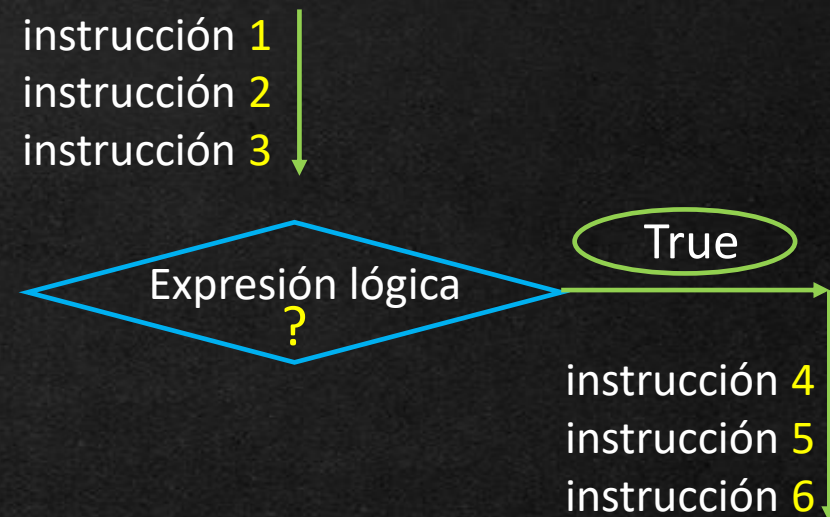 instrucción 1
instrucción 2
instrucción 3
True
Expresión lógica
?
instrucción 4
instrucción 5
instrucción 6